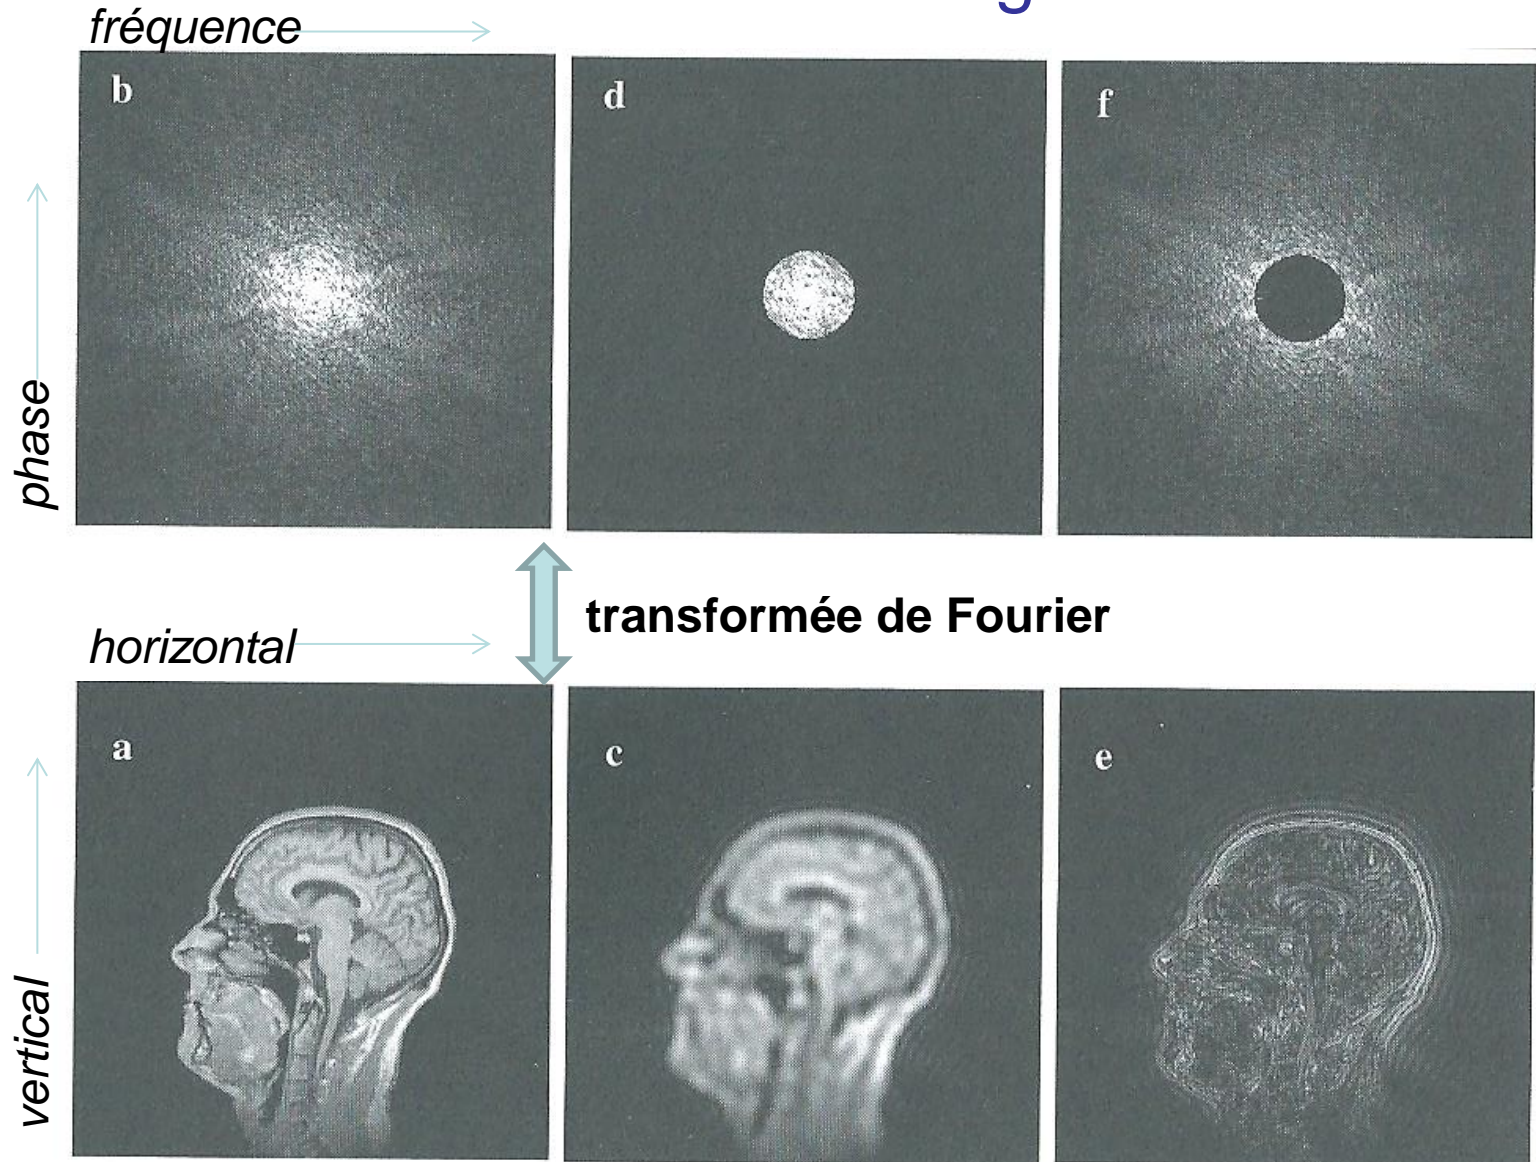 fréquence
b
d
f
phase
transformée de Fourier
horizontal
a
c
e
vertical